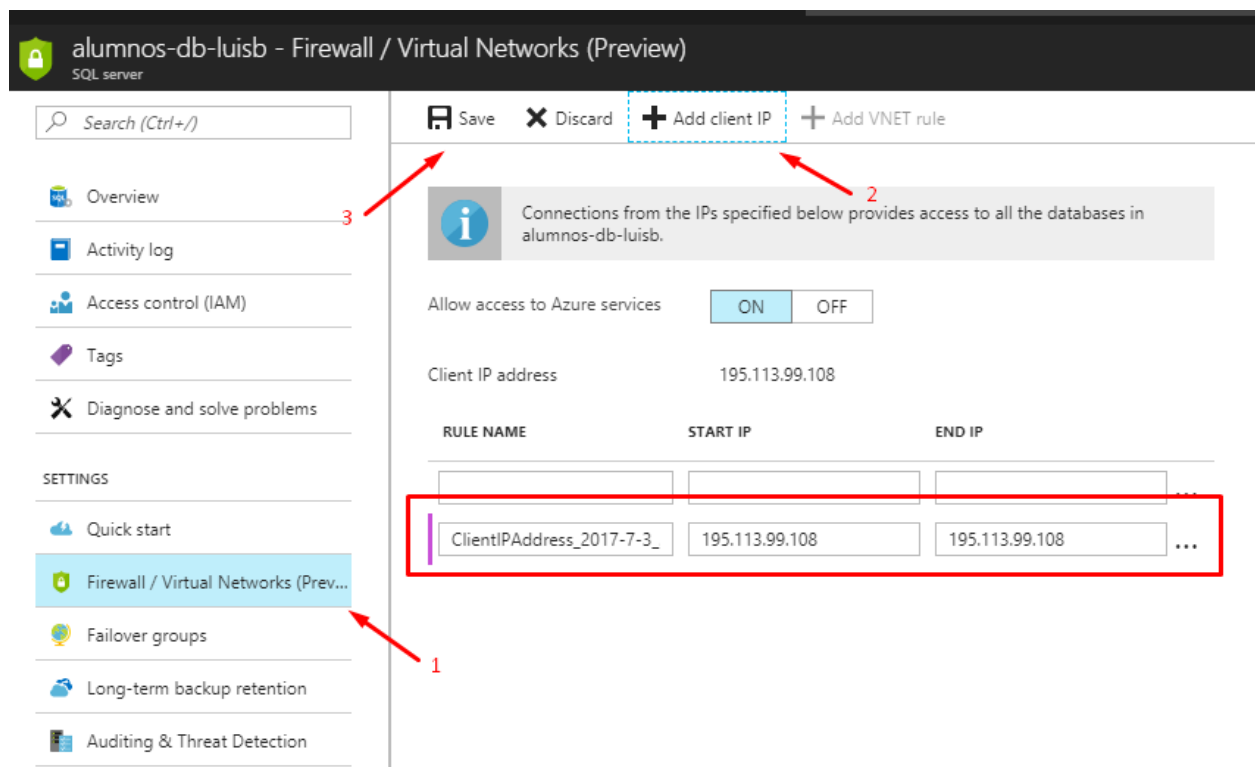 alumnos-db-luisb - Firewall / Virtual Networks (Preview)
SQL server
Search (Ctrl+/)
Overview
Activity log
Access control (IAM)
Tags
Diagnose and solve problems
SETTINGS
Quick start
Firewall / Virtual Networks (Prev...
Failover groups
Long-term backup retention
Auditing & Threat Detection
Save Discard Add client IP Add VNET rule
3
2
SQL
Connections from the IPs specified below provides access to all the databases in
alumnos-db-luisb.
Allow access to Azure services ON OFF
Client IP address 195.113.99.108
RULE NAME START IP END IP
...
ClientIPAddress_2017-7-3_ 195.113.99.108 195.113.99.108 ...
1